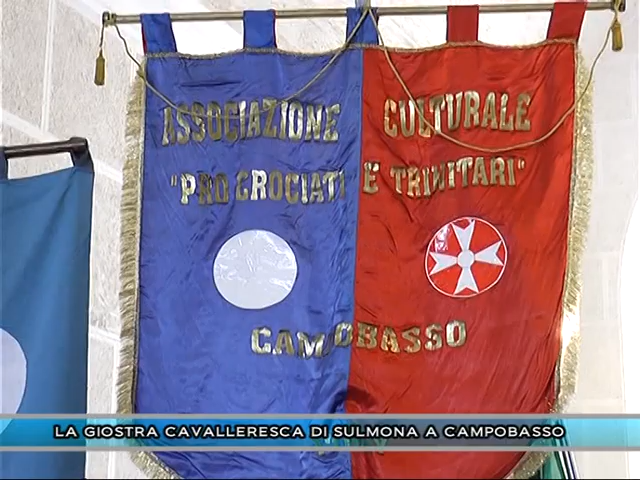 ASSOCIAZIONE CULTURALE
"PRO CROCIATI E TRINITARI"
CAMPOBASSO
LA GIOSTRA CAVALLERESCA DI SULMONA A CAMPOBASSO